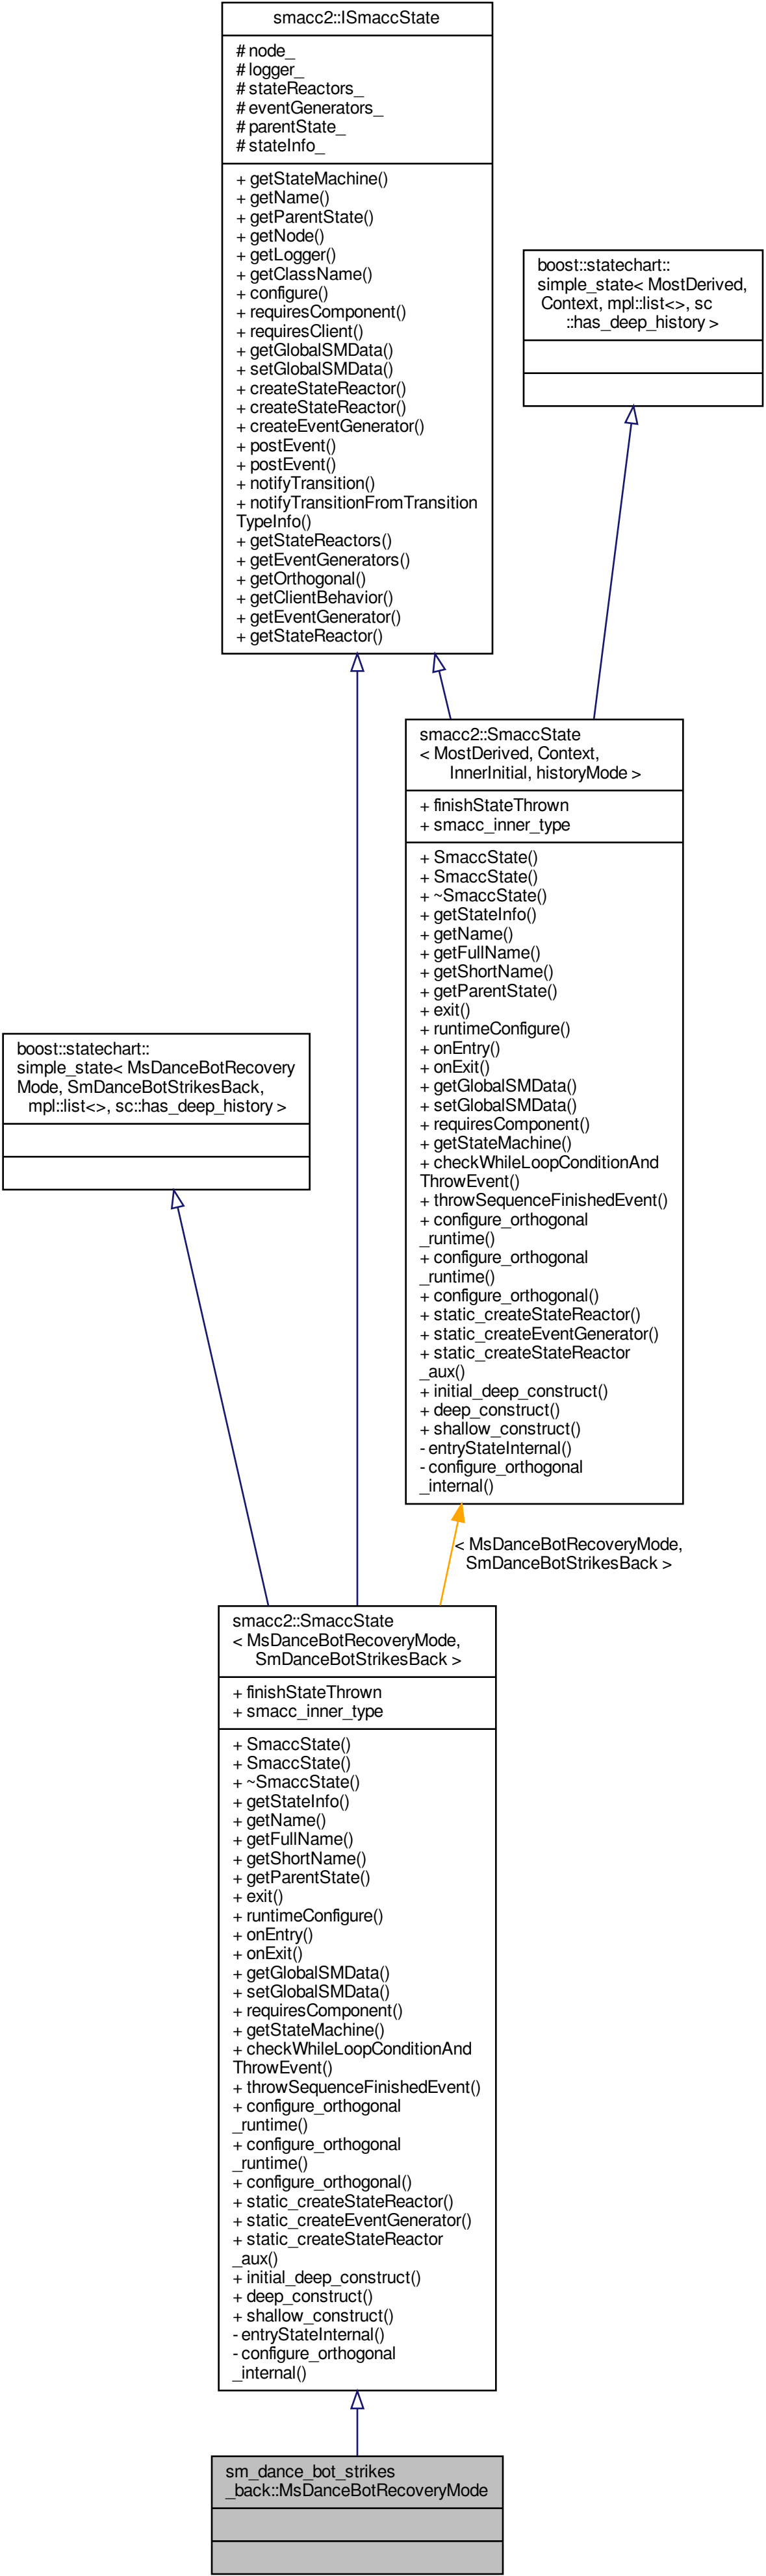 smacc2::ISmaccState
# node_
# logger_
# stateReactors_
# eventGenerators_
# parentState_
# stateInfo_
+ getStateMachine()
+ getName()
+ getParentState()
+ getNode()
+ getLogger()
+ getClassName()
+ configure()
+ requiresComponent()
+ requiresClient()
+ getGlobalSMData()
+ setGlobalSMData()
+ createStateReactor()
+ createStateReactor()
+ createEventGenerator()
+ postEvent()
+ postEvent()
+ notifyTransition()
+ notifyTransitionFromTransition
TypeInfo()
+ getStateReactors()
+ getEventGenerators()
+ getOrthogonal()
+ getClientBehavior()
+ getEventGenerator()
+ getStateReactor()
boost::statechart::
simple_state< MostDerived,
Context, mpl::list<>, sc
::has_deep_history >
smacc2::SmaccState
< MostDerived, Context,
InnerInitial, historyMode >
+ finishStateThrown
+ smacc_inner_type
+ SmaccState()
+ SmaccState()
+ ~SmaccState()
+ getStateInfo()
+ getName()
+ getFullName()
+ getShortName()
+ getParentState()
+ exit()
+ runtimeConfigure()
+ onEntry()
+ onExit()
+ getGlobalSMData()
+ setGlobalSMData()
+ requiresComponent()
+ getStateMachine()
+ checkWhileLoopConditionAnd
ThrowEvent()
+ throwSequenceFinishedEvent()
+ configure_orthogonal
_runtime()
+ configure_orthogonal
_runtime()
+ configure_orthogonal()
+ static_createStateReactor()
+ static_createEventGenerator()
+ static_createStateReactor
_aux()
+ initial_deep_construct()
+ deep_construct()
+ shallow_construct()
- entryStateInternal()
- configure_orthogonal
_internal()
boost::statechart::
simple_state< MsDanceBotRecovery
Mode, SmDanceBotStrikesBack,
mpl::list<>, sc::has_deep_history >
< MsDanceBotRecoveryMode,
SmDanceBotStrikesBack >
smacc2::SmaccState
< MsDanceBotRecoveryMode,
SmDanceBotStrikesBack >
+ finishStateThrown
+ smacc_inner_type
+ SmaccState()
+ SmaccState()
+ ~SmaccState()
+ getStateInfo()
+ getName()
+ getFullName()
+ getShortName()
+ getParentState()
+ exit()
+ runtimeConfigure()
+ onEntry()
+ onExit()
+ getGlobalSMData()
+ setGlobalSMData()
+ requiresComponent()
+ getStateMachine()
+ checkWhileLoopConditionAnd
ThrowEvent()
+ throwSequenceFinishedEvent()
+ configure_orthogonal
_runtime()
+ configure_orthogonal
_runtime()
+ configure_orthogonal()
+ static_createStateReactor()
+ static_createEventGenerator()
+ static_createStateReactor
_aux()
+ initial_deep_construct()
+ deep_construct()
+ shallow_construct()
- entryStateInternal()
- configure_orthogonal
_internal()
sm_dance_bot_strikes
_back::MsDanceBotRecoveryMode